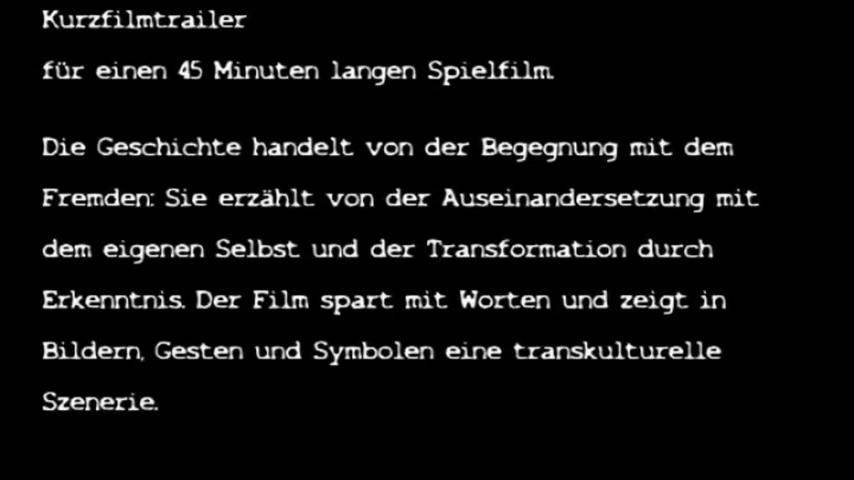 Kurzfilmtrailer
für einen 45 Minuten langen Spielfilm.
Die Geschichte handelt von der Begegnung mit dem
Fremden: Sie erzählt von der Auseinandersetzung mit
dem eigenen Selbst und der Transformation durch
Erkenntnis. Der Film spart mit Worten und zeigt in
Bildern, Gesten und Symbolen eine transkulturelle
Szenerie.